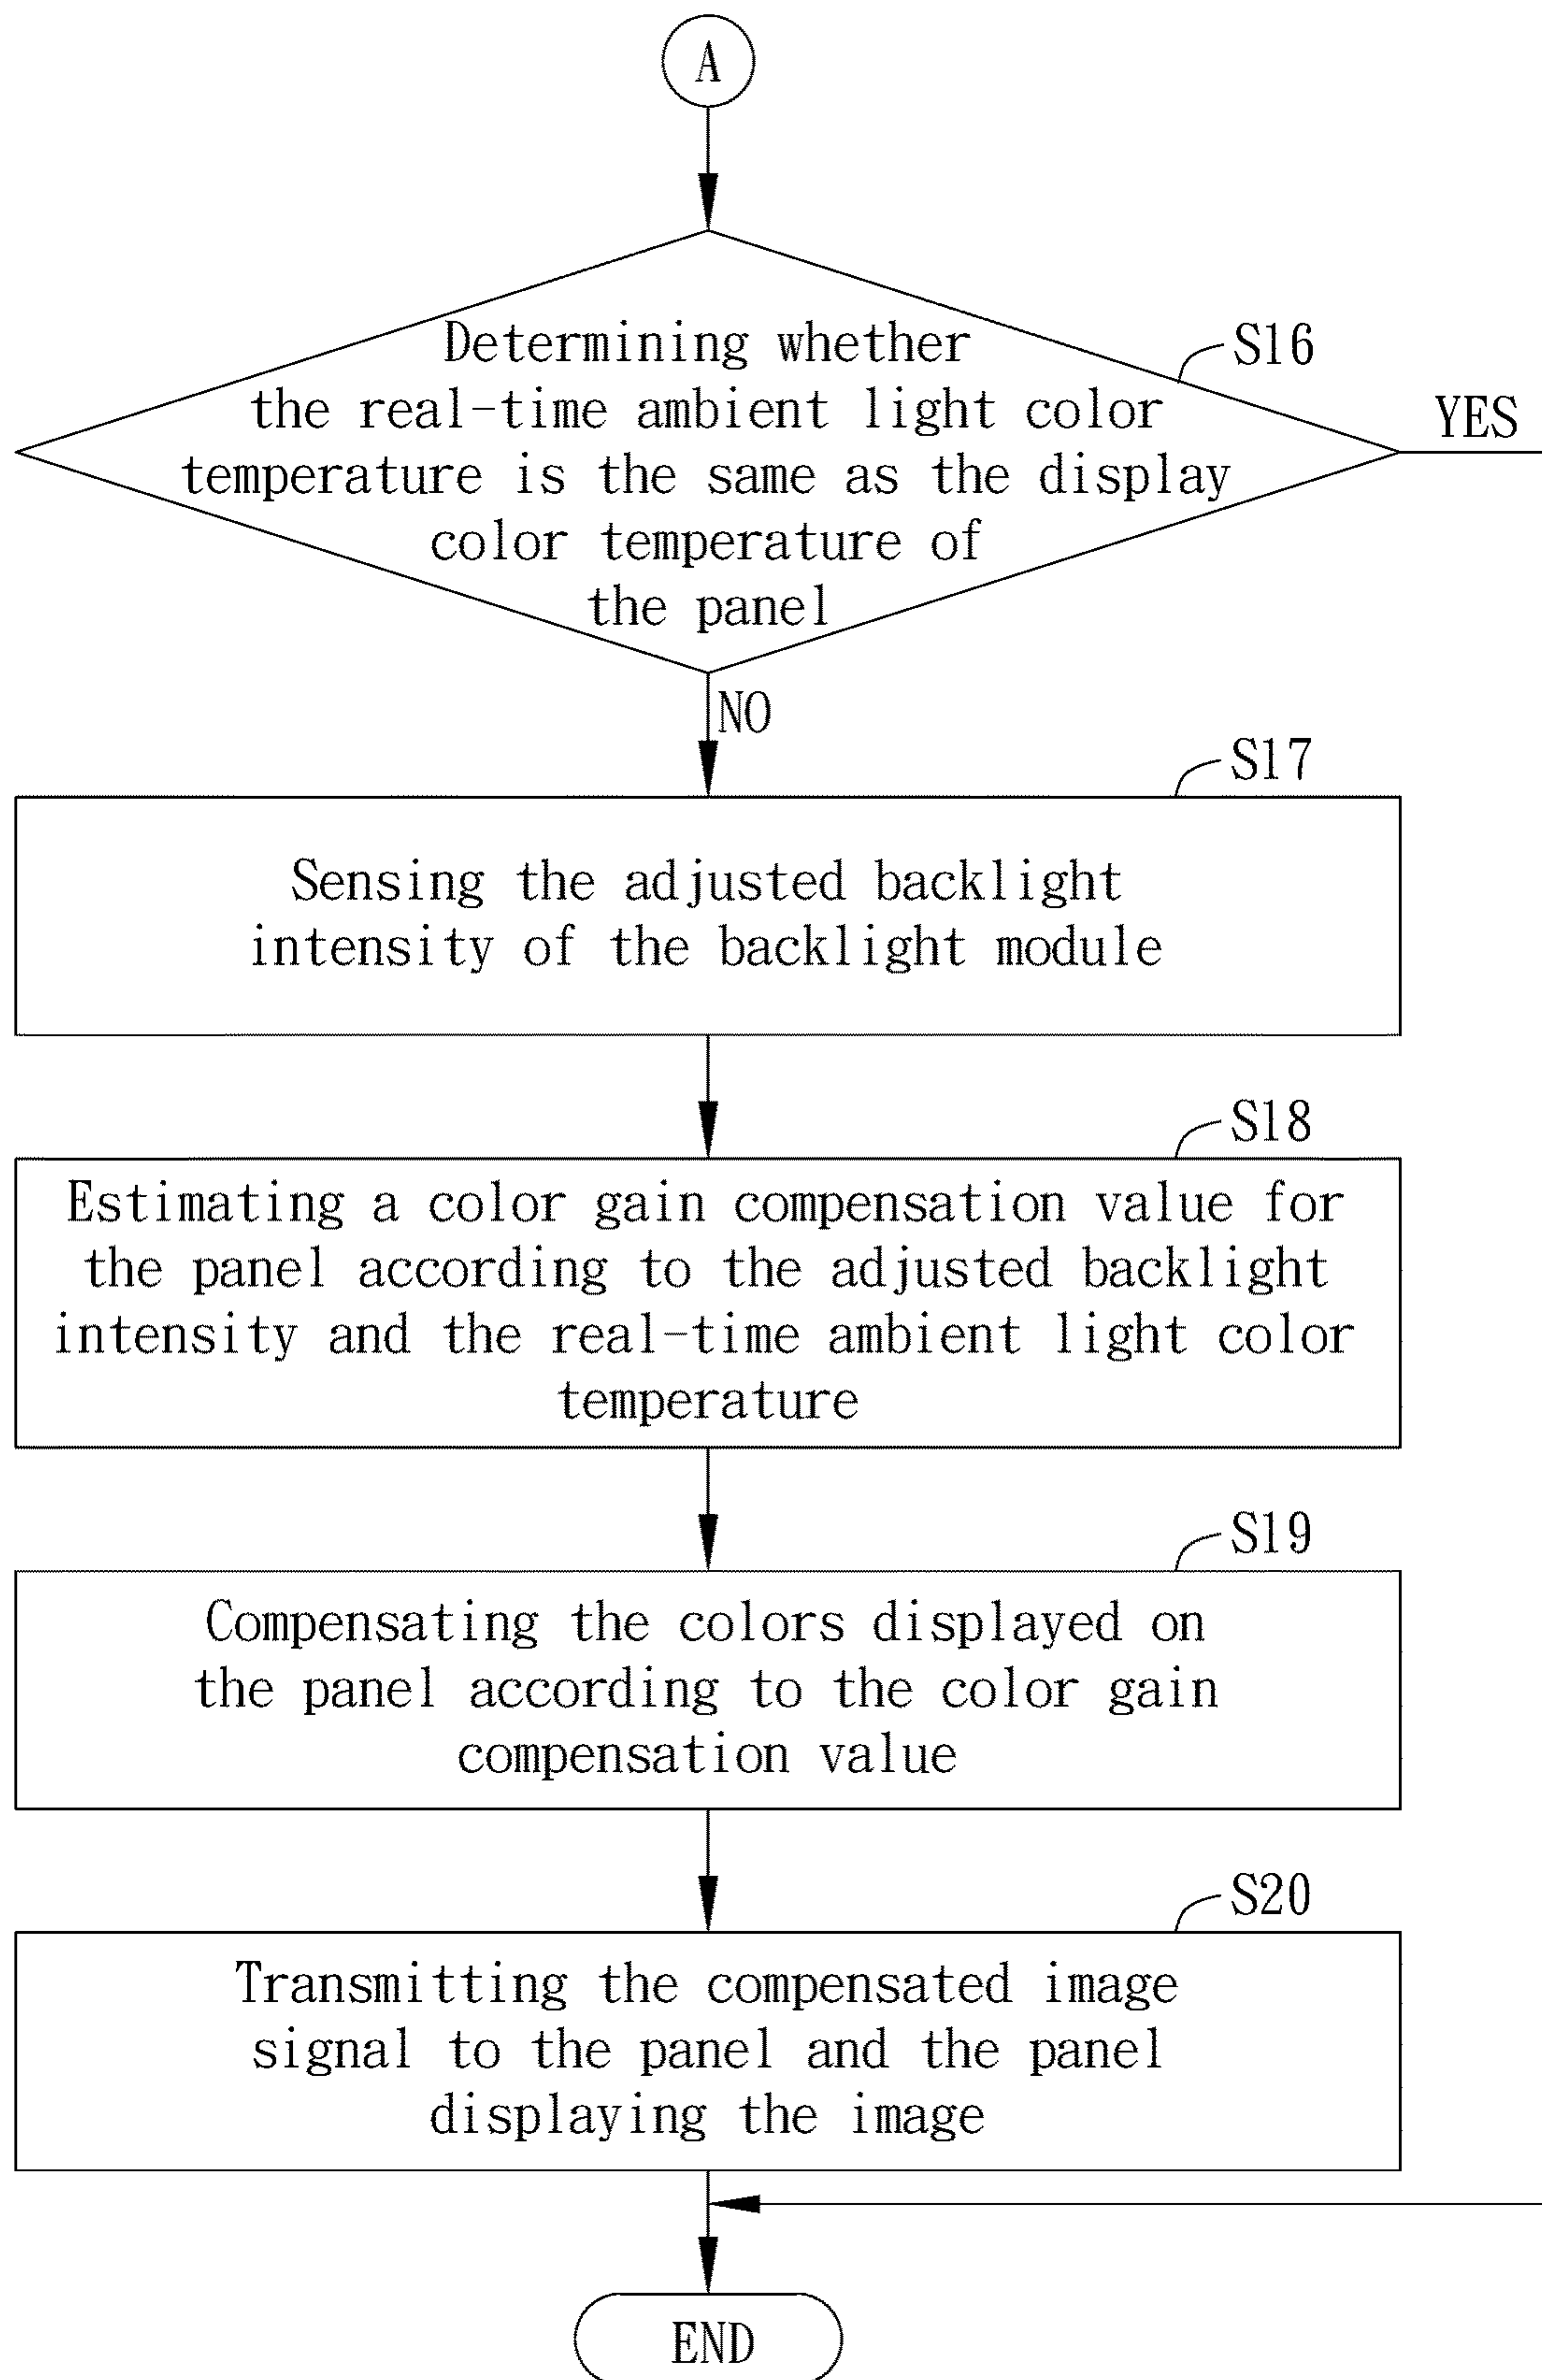 A
Determining whether
S16
the real-time ambient light color
YES
temperature is the same as the display
color temperature of
the panel
NO
S17
Sensing the adjusted backlight
intensity of the backlight module
S18
Estimating a color gain compensation value for
the panel according to the adjusted backlight
intensity and the real-time ambient light color
temperature
S19
Compensating the colors displayed on
the panel according to the color gain
compensation value
S20
Transmitting the compensated image
signal to the panel and the panel
displaying the image
END